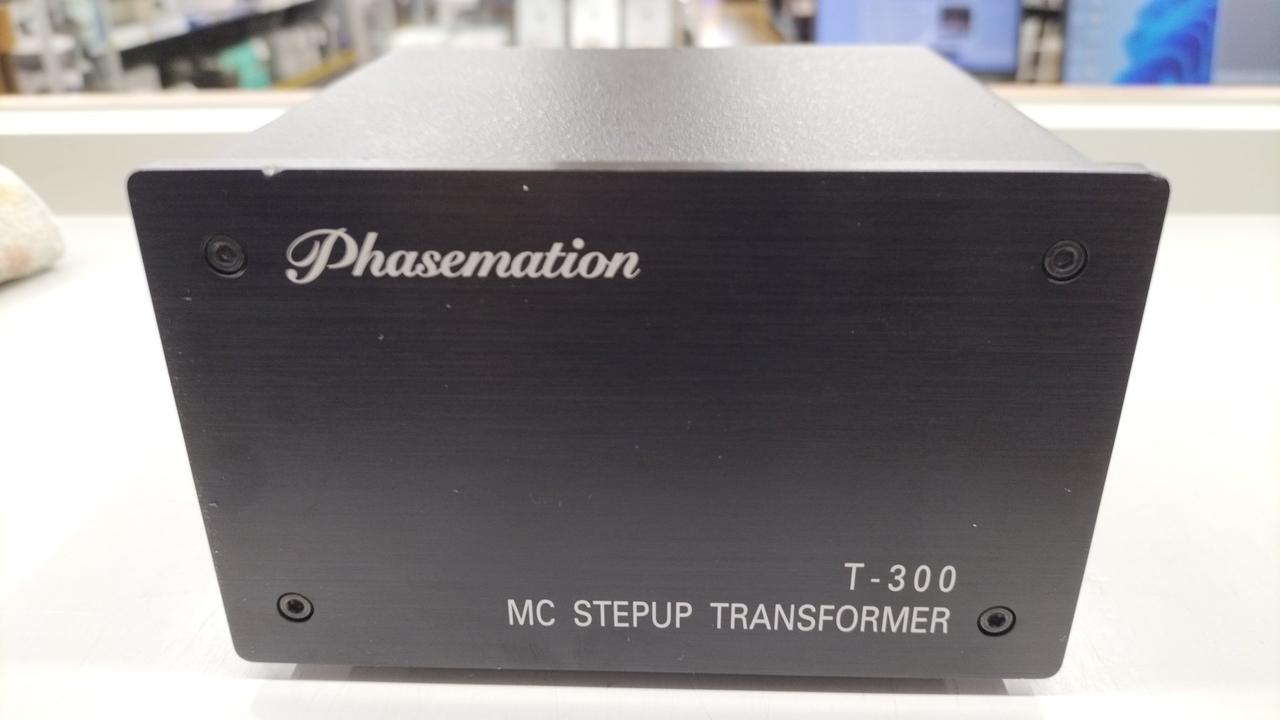 Phasemation
T-300
MC STEPUP TRANSFORMER